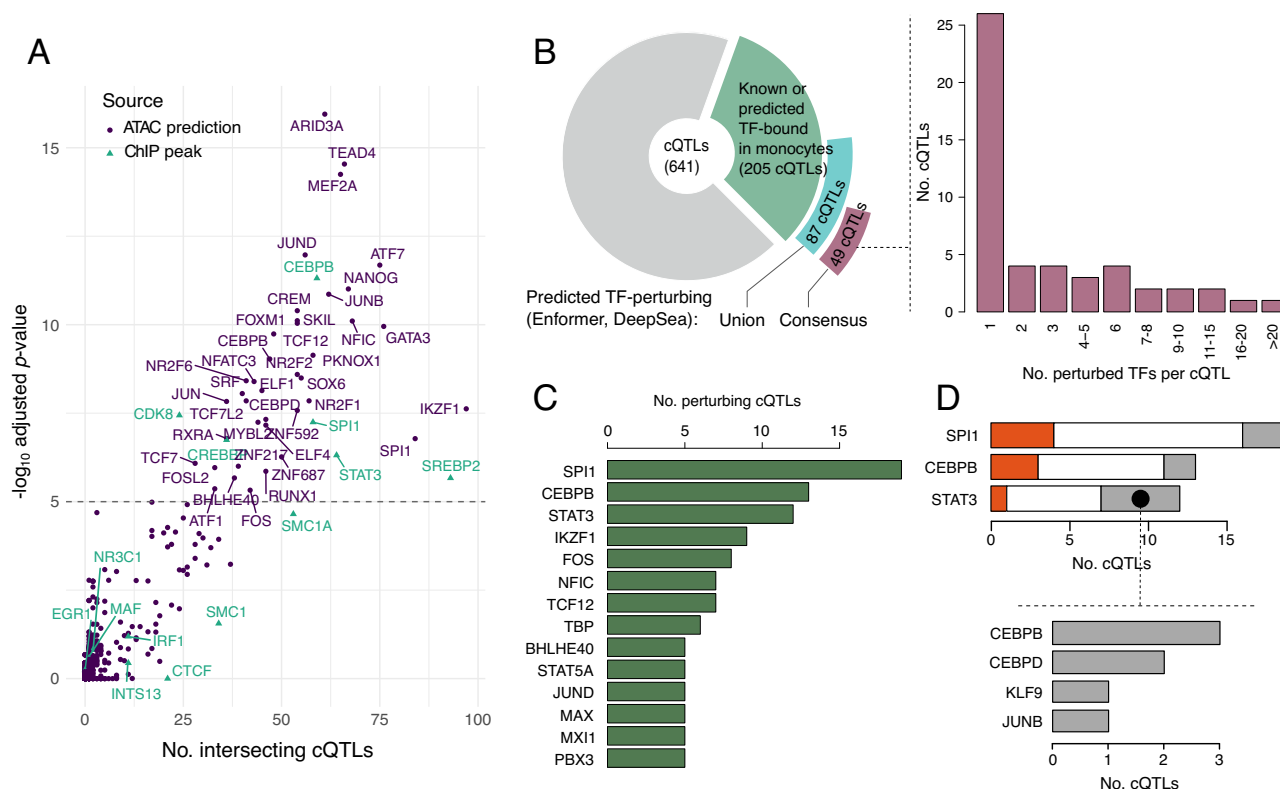 A
Source
ATAC prediction
ChIP peak
ARID3A
TEAD4
MEF2A
JUND
ATF7
CEBPB
NANOG
CREM
JUNB
FOXM1
SKIL
CEBPB
TCF12
NFIC
GATA3
NR2F6
NFATC3
NR2F2
PKNOX1
SRF
ELF1
SOX6
JUN
CEBPD
NR2F1
IKZF1
CDK8
TCF7L2
SPI1
RXRA
MYBL2
ZNF592
SPI1
TCF7
ZNF217
ELF4
STAT3
SREBP2
FOSL2
ZNF687
BHLHE40
RUNX1
ATF1
FOS
SMC1A
NR3C1
EGR1
MAF
SMC1
IRF1
CTCF
INTS13
15
10
5
0
0
25
50
75
100
-log10 adjusted p-value
No. intersecting cQTLs
B
cQTLs
(641)
Known or
predicted
TF-bound
in monocytes
(205 cQTLs)
87 cQTLs
49 cQTLs
Predicted TF-perturbing
(Enformer, DeepSea):
Union
Consensus
No. cQTLs
25
20
15
10
5
0
1
2
3
4–5
6
7-8
9-10
11-15
16-20
>20
No. perturbed TFs per cQTL
C
No. perturbing cQTLs
0
5
10
15
SPI1
CEBPB
STAT3
IKZF1
FOS
NFIC
TCF12
TBP
BHLHE40
STAT5A
JUND
MAX
MXI1
PBX3
D
SPI1
CEBPB
STAT3
0
5
10
15
No. cQTLs
CEBPB
CEBPD
KLF9
JUNB
0
1
2
3
No. cQTLs